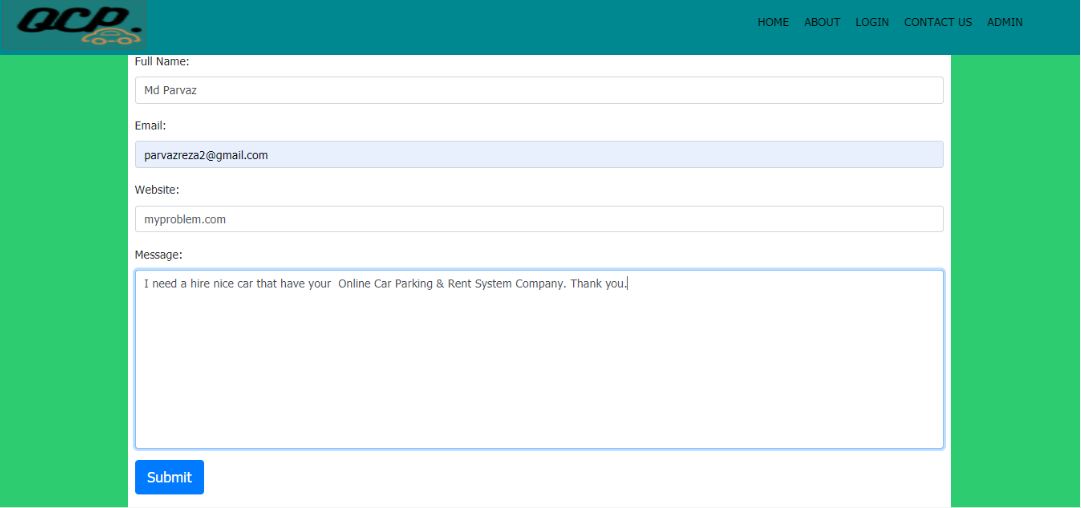 QCP.
HOME ABOUT LOGIN CONTACT US ADMIN
Full Name:
Md Parvaz
Email:
parvazreza2@gmail.com
Website:
myproblem.com
Message:
I need a hire nice car that have your  Online Car Parking & Rent System Company. Thank you.
Submit